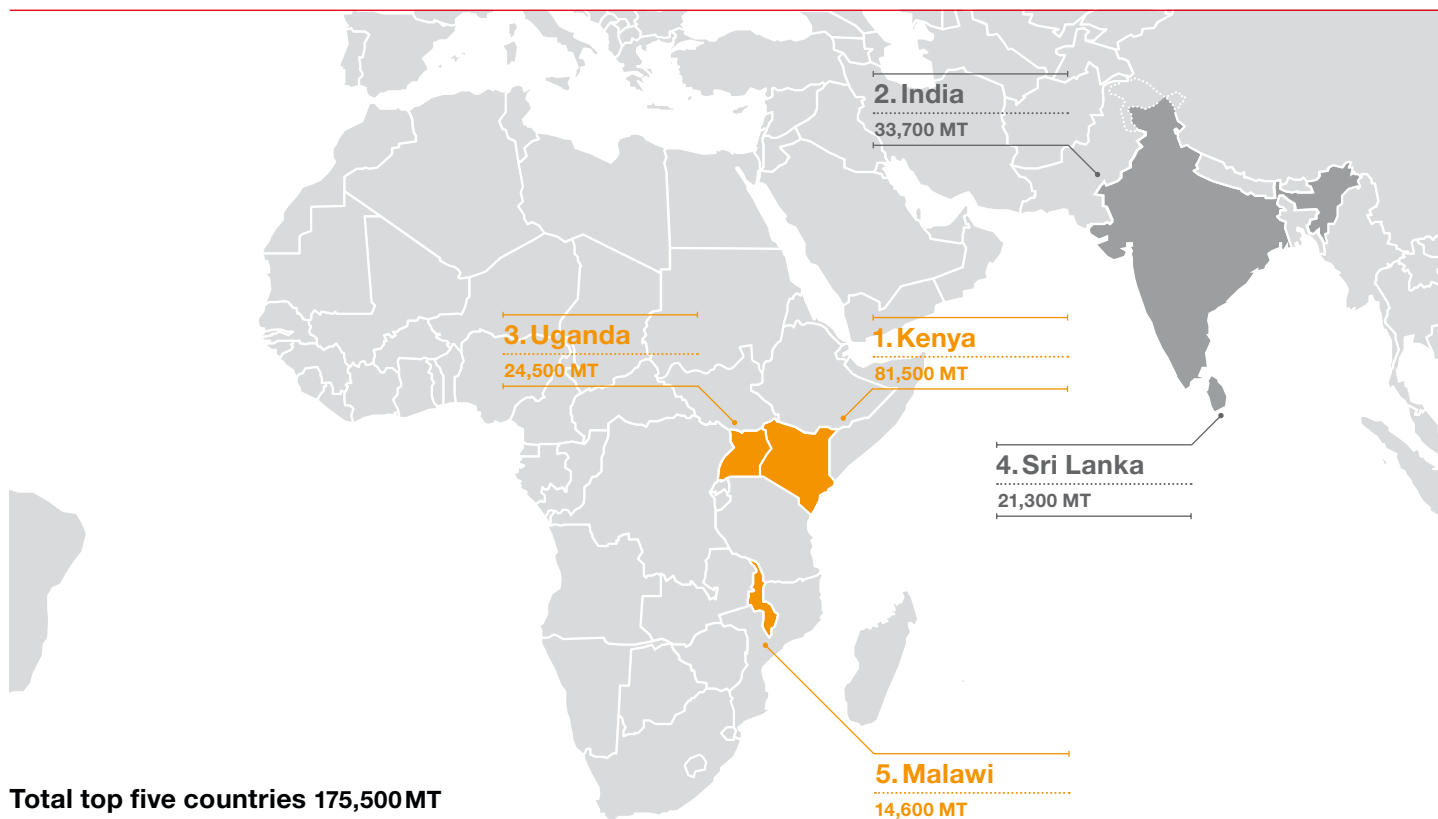 2. India
33,700 MT
3. Uganda
24,500 MT
1. Kenya
81,500 MT
4. Sri Lanka
21,300 MT
5. Malawi
14,600 MT
Total top five countries 175,500 MT